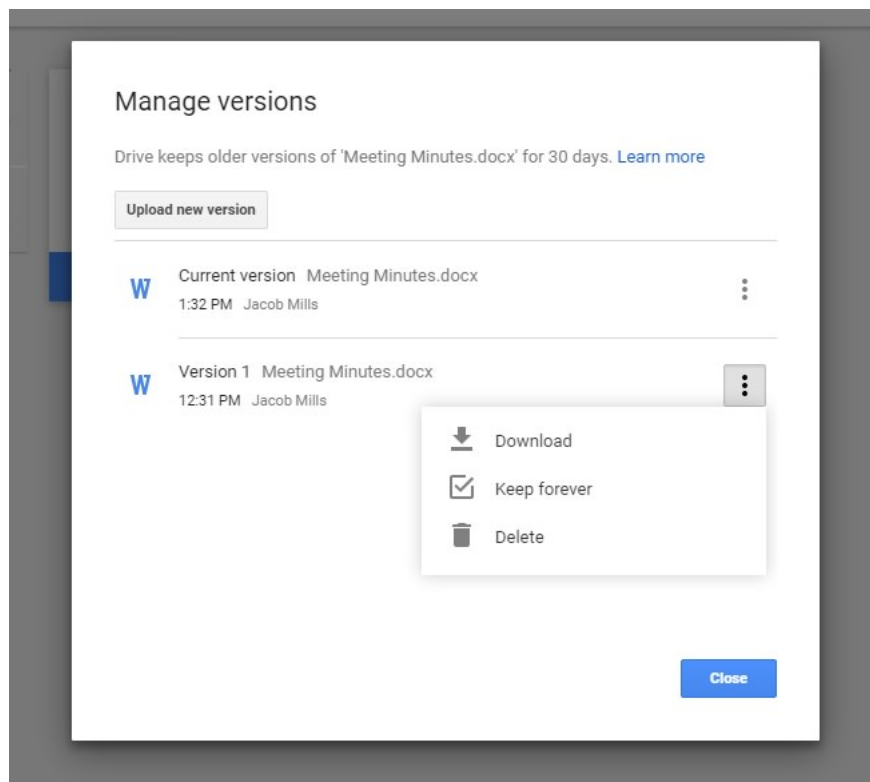 Manage versions
Drive keeps older versions of 'Meeting Minutes.docx' for 30 days. Learn more
Upload new version
W Current version Meeting Minutes.docx
1:32 PM Jacob Mills
W Version 1 Meeting Minutes.docx
12:31 PM Jacob Mills
Download
Keep forever
Delete
Close